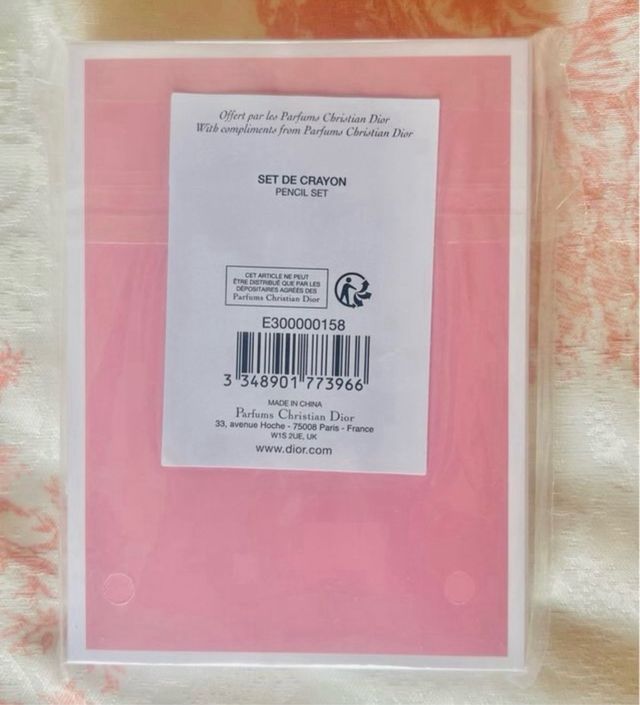 Offert par les Parfums Christian Dior
With compliments from Parfums Christian Dior
SET DE CRAYON
PENCIL SET
CET ARTICLE NE PEUT
ÊTRE DISTRIBUÉ QUE PAR LES
DÉPOSITAIRES AGRÉÉS DES
Parfums Christian Dior
E300000158
3 348901 773966
MADE IN CHINA
Parfums Christian Dior
33, avenue Hoche - 75008 Paris - France
W1S 2UE, UK
www.dior.com